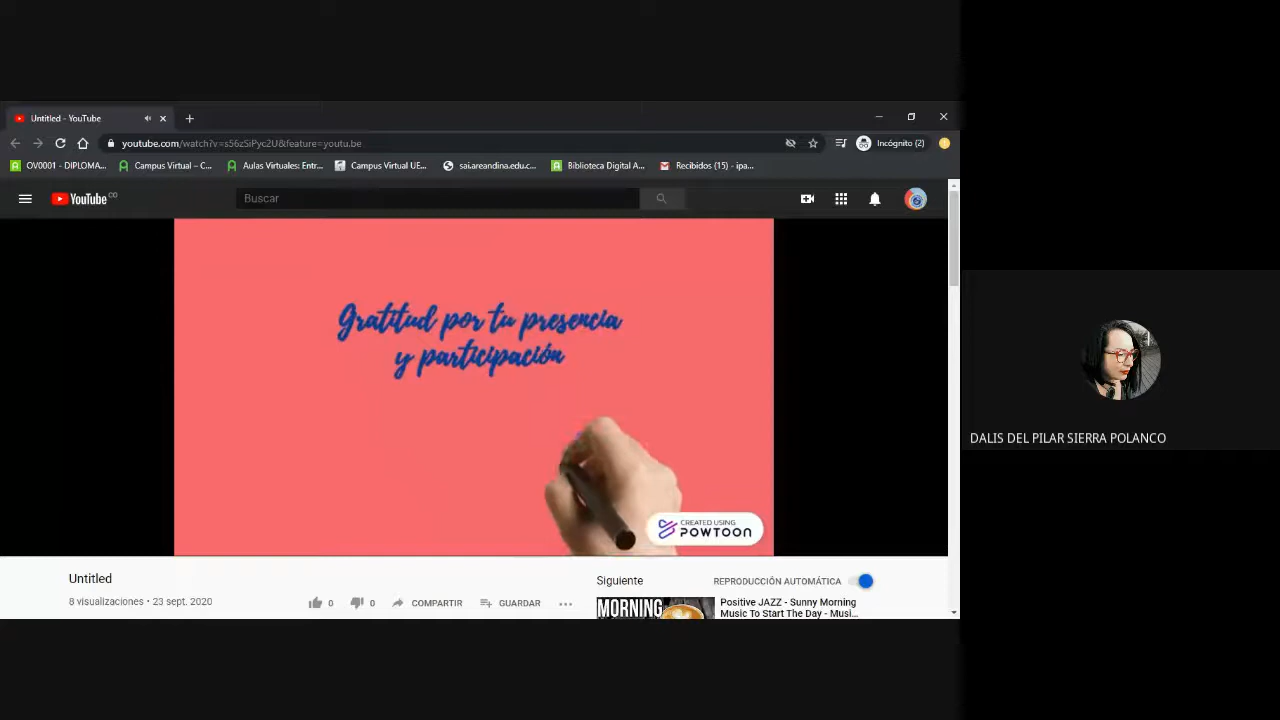 Untitled - YouTube
youtube.com/watch?v=s56zSiPyc2U&feature=youtu.be
Incógnito (2)
OV0001 - DIPLOMA...
Campus Virtual – C...
Aulas Virtuales: Entr...
Campus Virtual UE...
sai.areandina.edu.c...
Biblioteca Digital A...
Recibidos (15) - ipa...
YouTube CO
Buscar
Gratitud por tu presencia
y participación
CREATED USING
POWTOON
DALIS DEL PILAR SIERRA POLANCO
Untitled
8 visualizaciones • 23 sept. 2020
0
0
COMPARTIR
GUARDAR
Siguiente
REPRODUCCIÓN AUTOMÁTICA
MORNING
Positive JAZZ - Sunny Morning
Music To Start The Day - Musi...